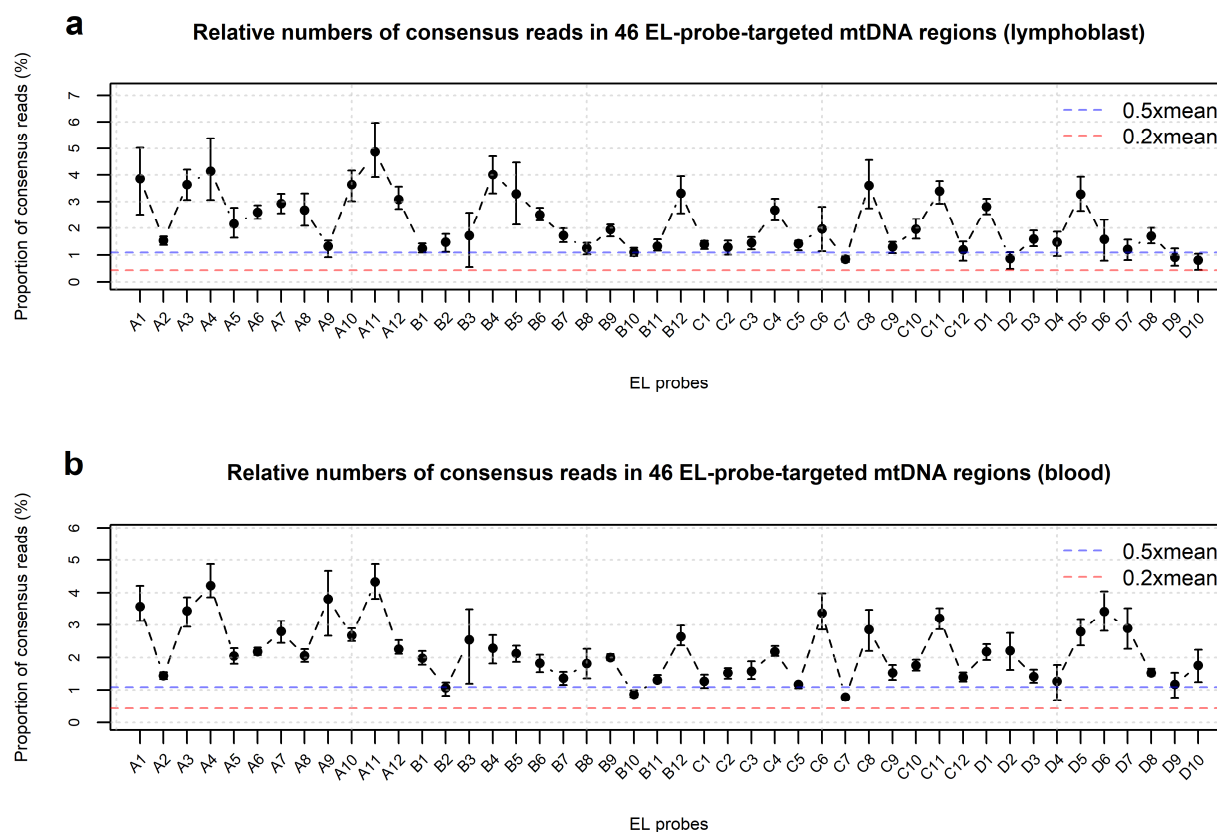 a
Relative numbers of consensus reads in 46 EL-probe-targeted mtDNA regions (lymphoblast)
Proportion of consensus reads (%)
7
6
5
4
3
2
1
0
0.5xmean
0.2xmean
A1 A2 A3 A4 A5 A6 A7 A8 A9 A10 A11 A12 B1 B2 B3 B4 B5 B6 B7 B8 B9 B10 B11 B12 C1 C2 C3 C4 C5 C6 C7 C8 C9 C10 C11 C12 D1 D2 D3 D4 D5 D6 D7 D8 D9 D10
EL probes
b
Relative numbers of consensus reads in 46 EL-probe-targeted mtDNA regions (blood)
Proportion of consensus reads (%)
6
5
4
3
2
1
0
0.5xmean
0.2xmean
A1 A2 A3 A4 A5 A6 A7 A8 A9 A10 A11 A12 B1 B2 B3 B4 B5 B6 B7 B8 B9 B10 B11 B12 C1 C2 C3 C4 C5 C6 C7 C8 C9 C10 C11 C12 D1 D2 D3 D4 D5 D6 D7 D8 D9 D10
EL probes